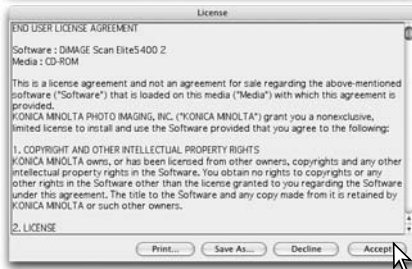 License
END USER LICENSE AGREEMENT
Software : DiMAGE Scan Elite5400 2
Media : CD-ROM
This is a license agreement and not an agreement for sale regarding the above-mentioned
software ("Software") that is loaded on this media ("Media") with which this agreement is
provided.
KONICA MINOLTA PHOTO IMAGING, INC. ("KONICA MINOLTA") grant you a nonexclusive,
limited license to install and use the Software provided that you agree to the following:
1. COPYRIGHT AND OTHER INTELLECTUAL PROPERTY RIGHTS
KONICA MINOLTA owns, or has been licensed from other owners, copyrights and any other
intellectual property rights in the Software. You obtain no rights to copyrights or any
other rights in the Software other than the license granted to you regarding the Software
under this agreement. The title to the Software and any copy made from it is retained by
KONICA MINOLTA or such other owners.
2. LICENSE
Print... Save As... Decline Accept